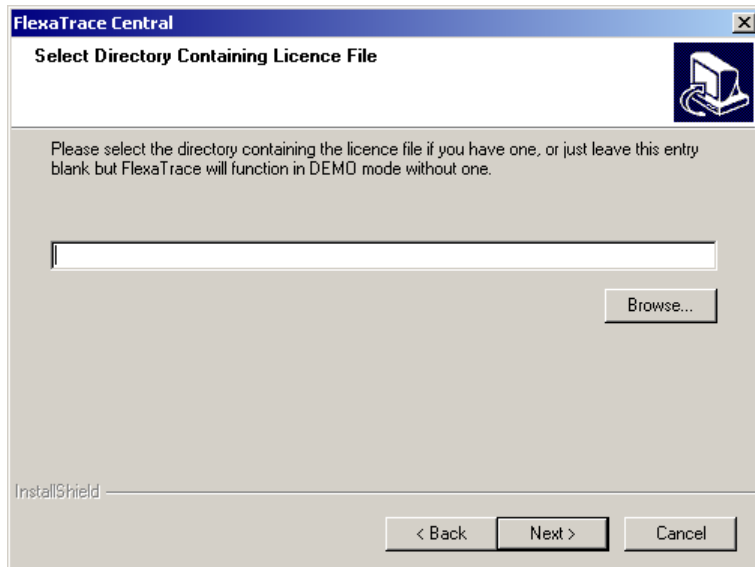 FlexaTrace Central
Select Directory Containing Licence File
Please select the directory containing the licence file if you have one, or just leave this entry
blank but FlexaTrace will function in DEMO mode without one.
Browse...
InstallShield
< Back
Next >
Cancel